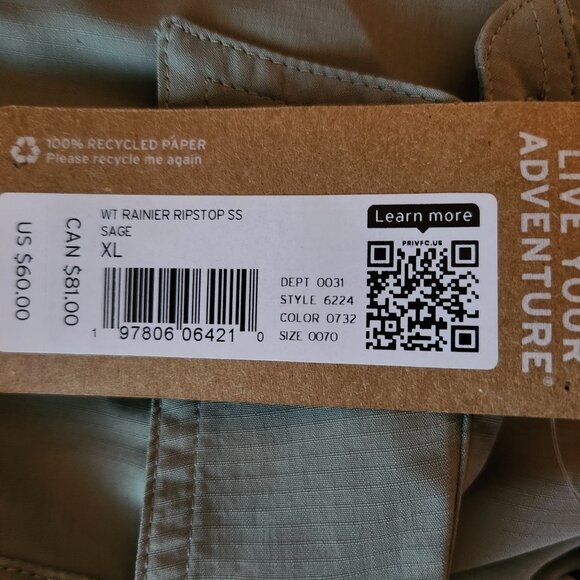 100% RECYCLED PAPER
Please recycle me again
WT RAINIER RIPSTOP SS
SAGE
XL
1 97806 06421 0
DEPT 0031
STYLE 6224
COLOR 0732
SIZE 0070
Learn more
PRIVFC.US
CAN $81.00
US $60.00
LIVE YOUR
ADVENTURE®